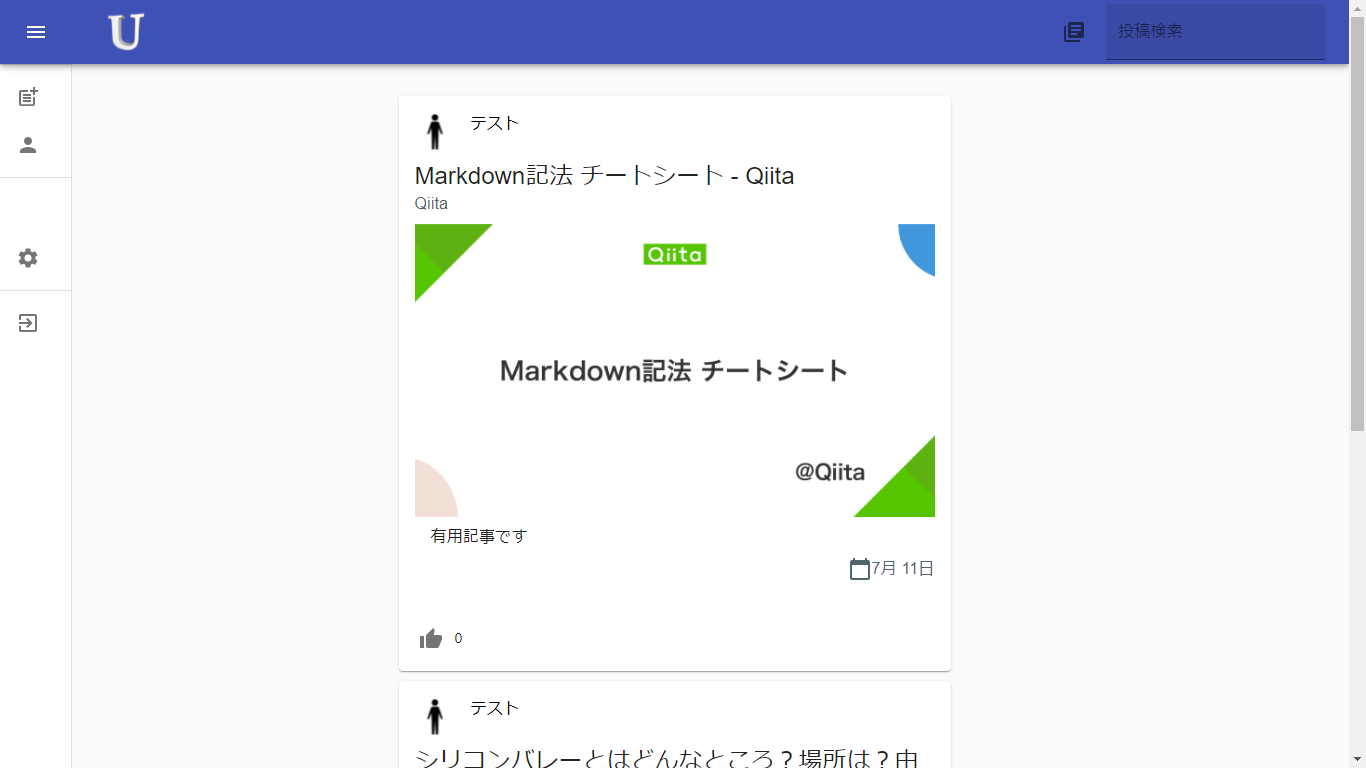 U
投稿検索
テスト
Markdown記法 チートシート - Qiita
Qiita
Qiita
Markdown記法 チートシート
@Qiita
有用記事です
7月 11日
0
テスト
シリコンバレーとはどんなところ？場所は？由